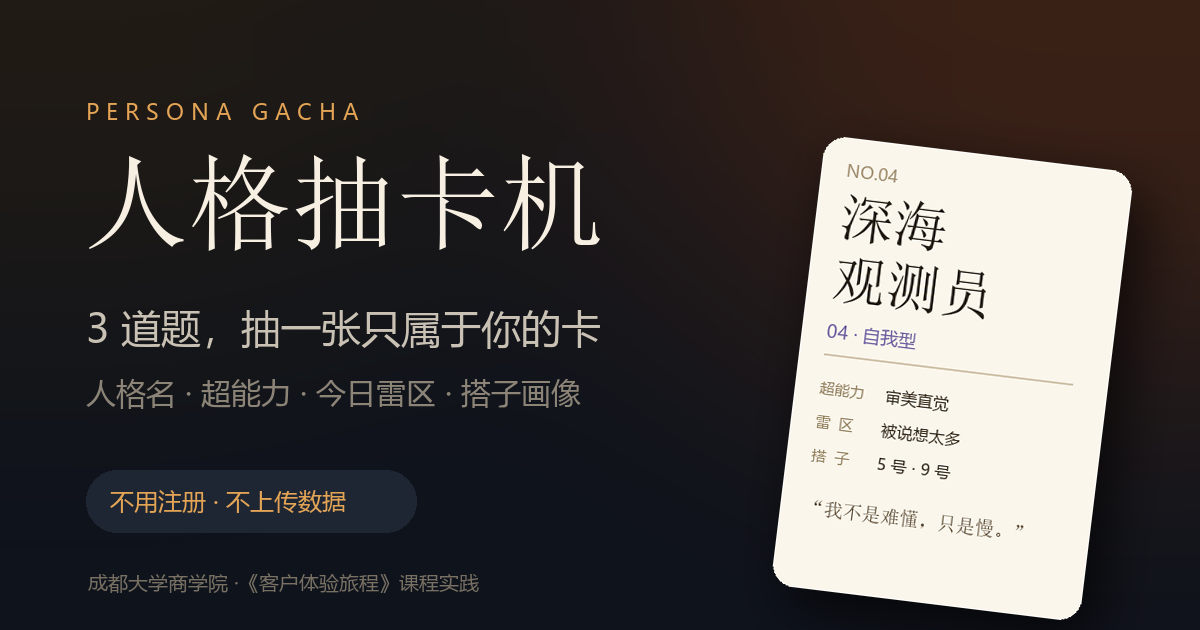 PERSONA GACHA
人格抽卡机
3 道题，抽一张只属于你的卡
人格名 · 超能力 · 今日雷区 · 搭子画像
不用注册 · 不上传数据
成都大学商学院 ·《客户体验旅程》课程实践
NO.04
深海
观测员
04 · 自我型
超能力 审美直觉
雷 区 被说想太多
搭 子 5 号 · 9 号
“我不是难懂，只是慢。”